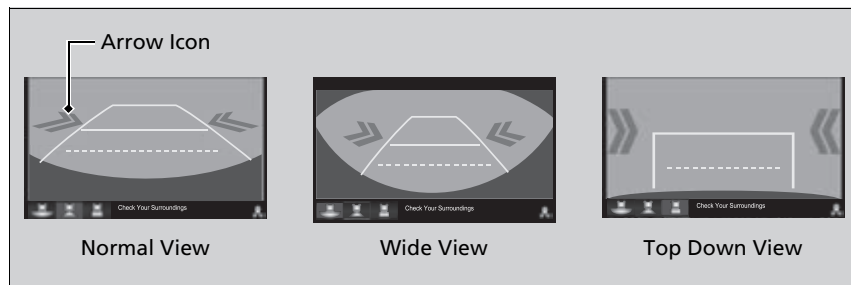 Arrow Icon
Check Your Surroundings
Check Your Surroundings
Check Your Surroundings
Normal View
Wide View
Top Down View